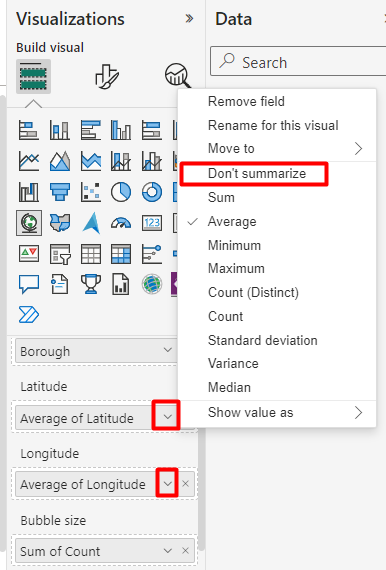 Visualizations
Data
Build visual
Search
Remove field
Rename for this visual
Move to
Don't summarize
Sum
Average
Minimum
Maximum
Count (Distinct)
Count
Standard deviation
Variance
Median
Show value as
123
Borough
Latitude
Average of Latitude
Longitude
Average of Longitude
Bubble size
Sum of Count